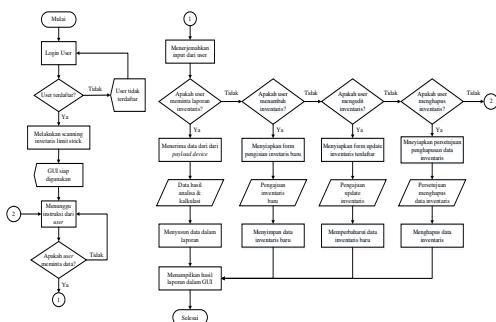 Mulai
Login User
User terdaftar?
Tidak
User tidak
terdaftar
Ya
Melakukan scanning
invetaris limit stock
GUI siap
digunakan
2
Menunggu
instruksi dari
user
Apakah user
meminta data?
Tidak
Ya
1
1
Menerjemahkan
input dari user
Apakah user
meminta laporan
inventaris?
Tidak
Apakah user
menambah
inventaris?
Tidak
Apakah user
mengedit
inventaris?
Tidak
Apakah user
menghapus
inventaris?
Tidak
2
Ya
Ya
Ya
Ya
Menerima data dari dari
payload device
Menyiapkan form
pengisian invetaris baru
Menyiapkan form update
inventaris terdaftar
Mneyiapkan persetujuan
penghapusan data
inventaris
Data hasil
analisa &
kalkulasi
Pengajuan
inventaris
baru
Pengajuan
update
inventaris
Persetujuan
menghapus
data inventaris
Menyusun data dalam
laporan
Menyimpan data
inventaris baru
Memperbaharui data
inventaris baru
Menghapus data
inventaris
Menampilkan hasil
laporan dalam GUI
Selesai